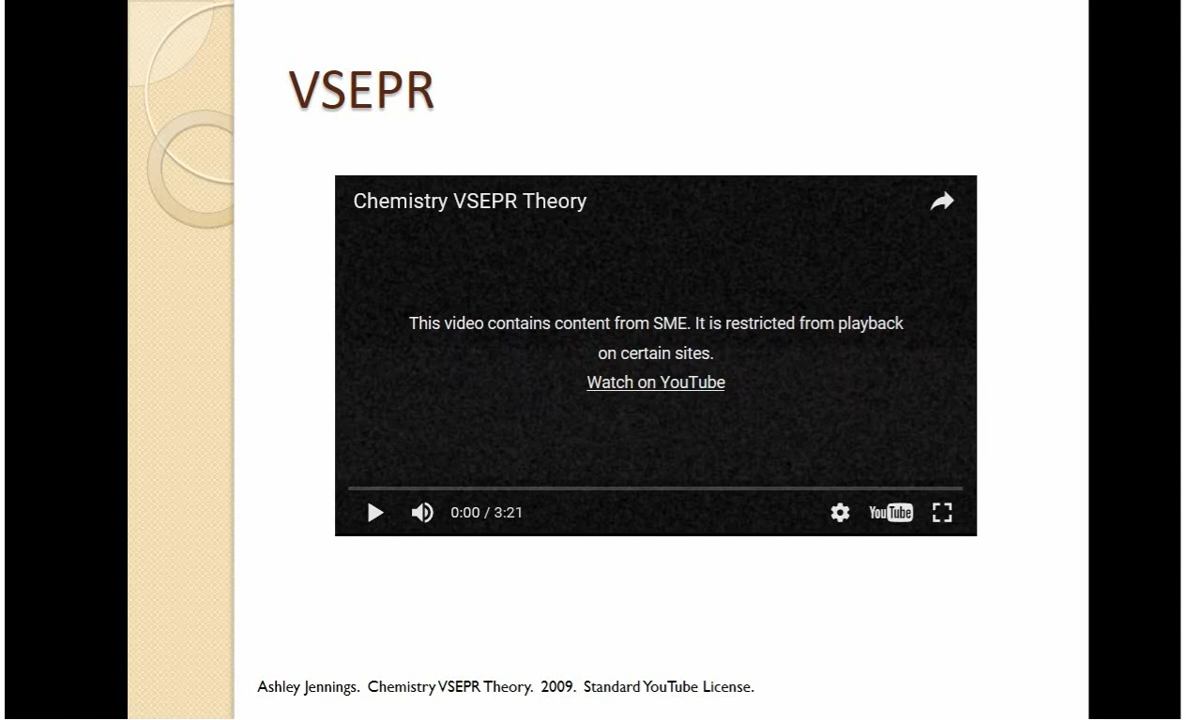 VSEPR
Chemistry VSEPR Theory
This video contains content from SME. It is restricted from playback
on certain sites.
Watch on YouTube
0:00 / 3:21
YouTube
Ashley Jennings. Chemistry VSEPR Theory. 2009. Standard YouTube License.